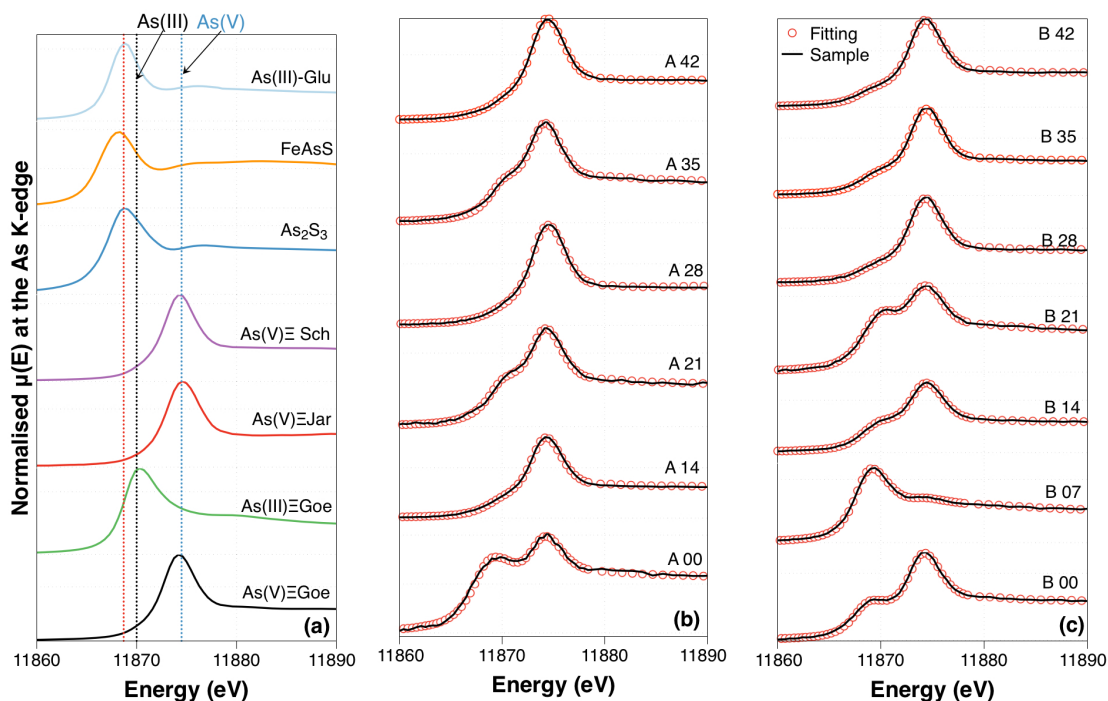 Normalised μ(E) at the As K-edge
As(III)
As(V)
As(III)-Glu
FeAsS
As₂S₃
As(V)Ξ Sch
As(V)ΞJar
As(III)ΞGoe
As(V)ΞGoe
(a)
11860 11870 11880 11890
Energy (eV)
A 42
A 35
A 28
A 21
A 14
A 00
(b)
11860 11870 11880 11890
Energy (eV)
Fitting
Sample
B 42
B 35
B 28
B 21
B 14
B 07
B 00
(c)
11860 11870 11880 11890
Energy (eV)